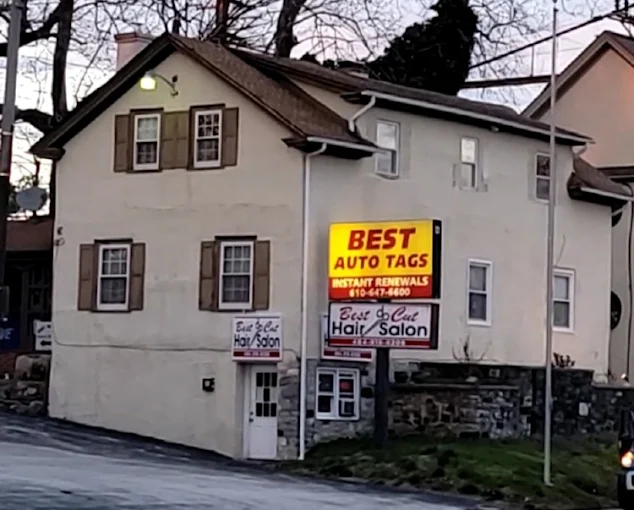 BEST
AUTO TAGS
INSTANT RENEWALS
610-647-6600
Best Cut
Hair Salon
Best Cut
Hair Salon